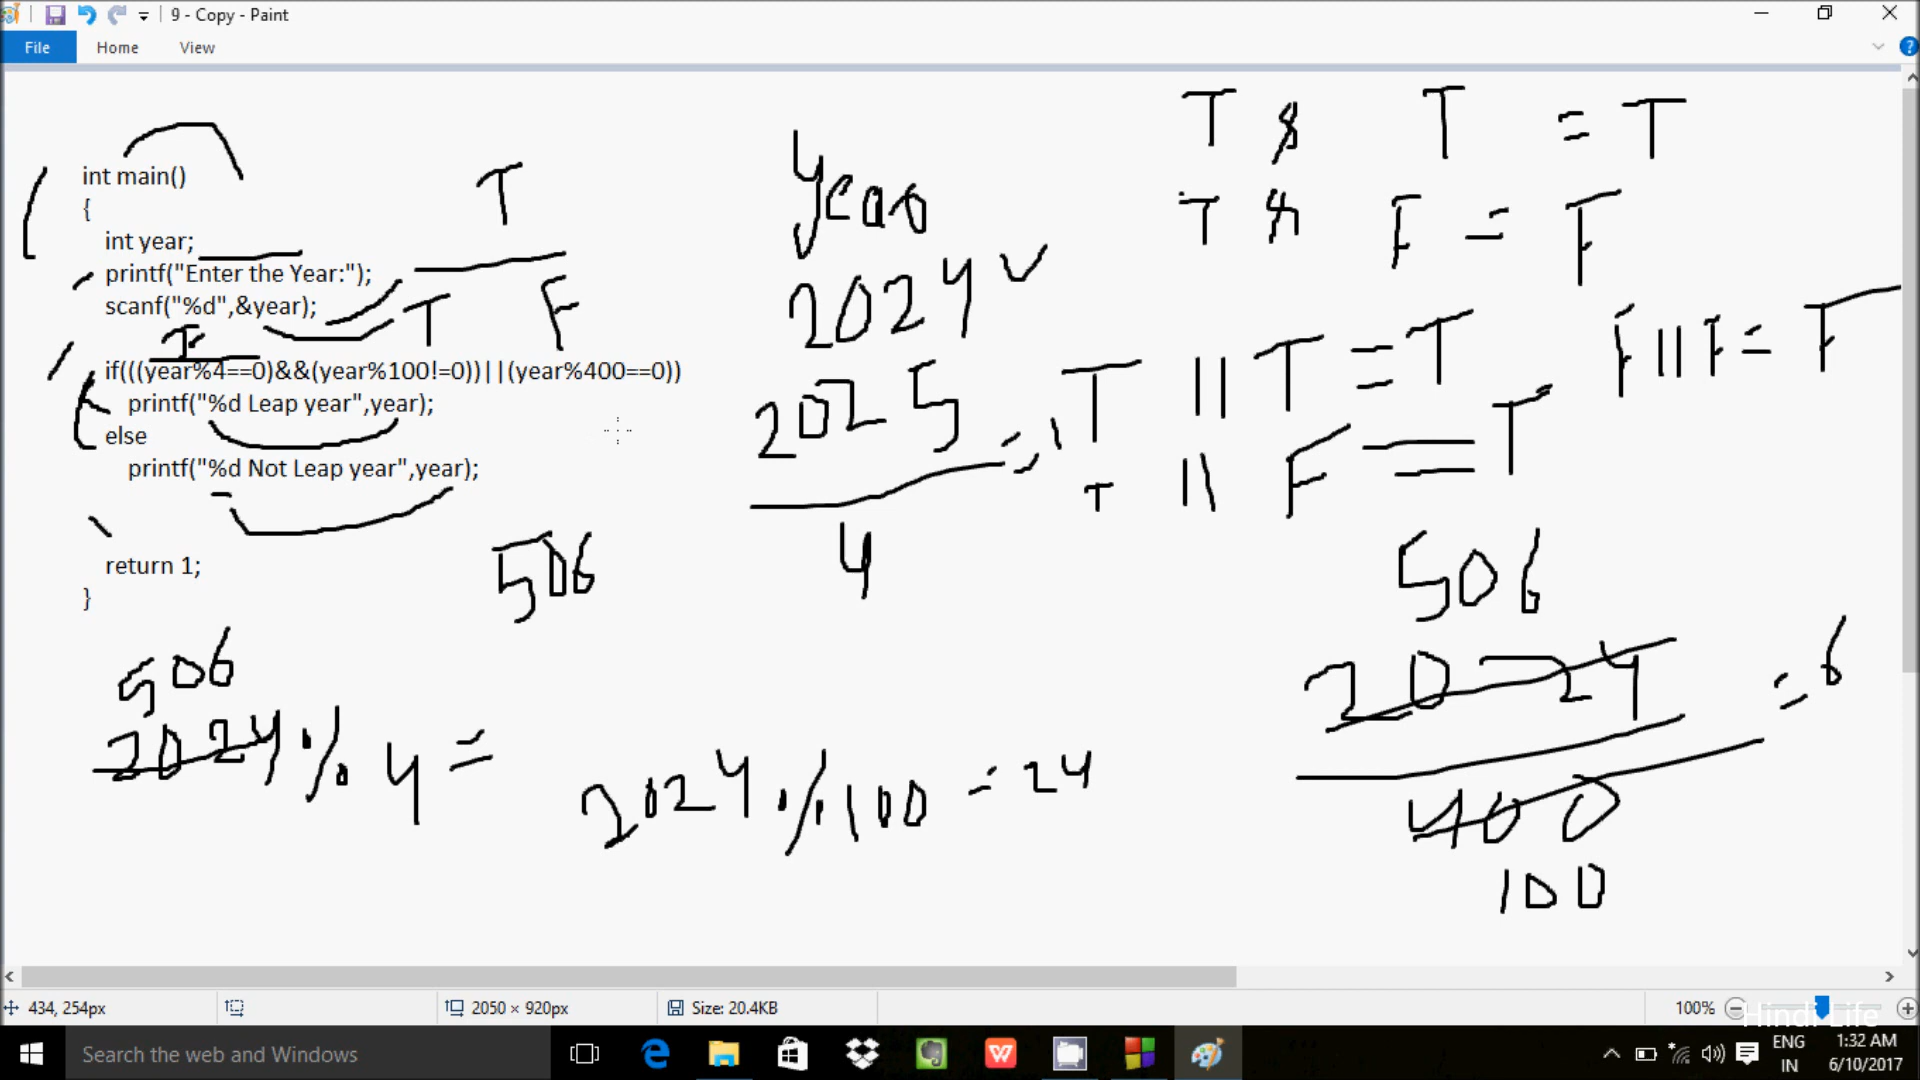 9 - Copy - Paint
File Home View
int main()
{
int year;
printf("Enter the Year:");
scanf("%d",&year);
if(((year%4==0)&&(year%100!=0))||(year%400==0))
printf("%d Leap year",year);
else
printf("%d Not Leap year",year);
return 1;
}
T
T F
year
2024
2025
4
T & T = T
T & F = F
T || T = T
F || F = F
T || F = T
506
506
2024 % 4 =
2024 % 100 = 24
506
2024 = 6
400
100
434, 254px
2050 × 920px
Size: 20.4KB
100%
Hindi Life
Search the web and Windows
ENG
IN
1:32 AM
6/10/2017